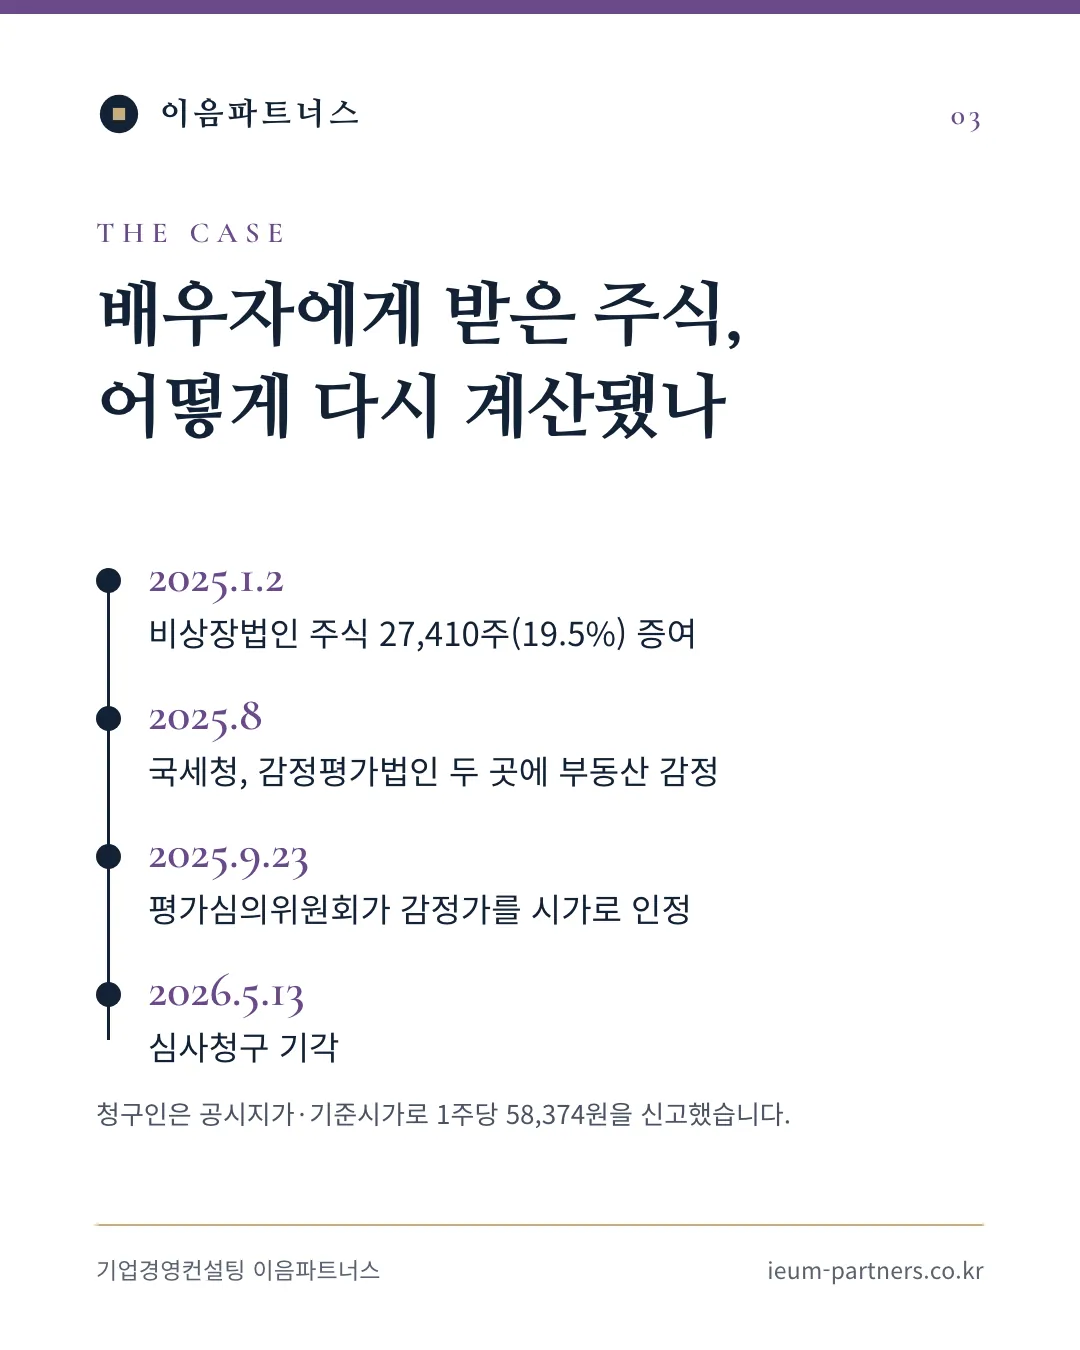 이음파트너스
03
THE CASE
배우자에게 받은 주식,
어떻게 다시 계산됐나
2025.1.2
비상장법인 주식 27,410주(19.5%) 증여
2025.8
국세청, 감정평가법인 두 곳에 부동산 감정
2025.9.23
평가심의위원회가 감정가를 시가로 인정
2026.5.13
심사청구 기각
청구인은 공시지가·기준시가로 1주당 58,374원을 신고했습니다.
기업경영컨설팅 이음파트너스
ieum-partners.co.kr